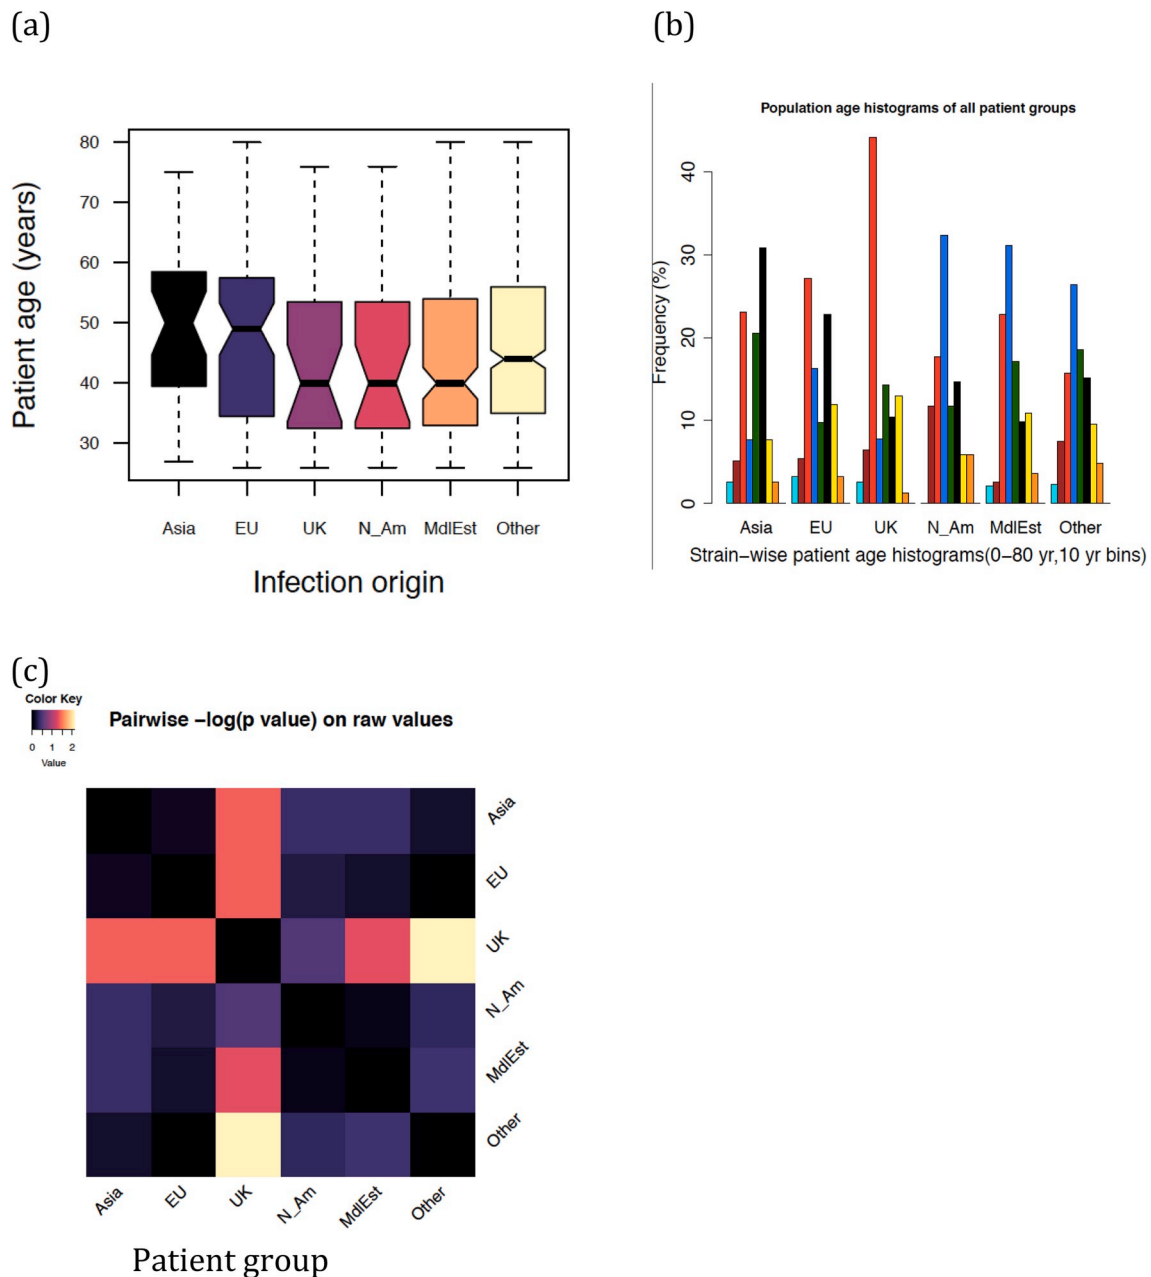 (a)
80
70
60
50
40
30
Patient age (years)
Asia EU UK N_Am MdlEst Other
Infection origin
(b)
Population age histograms of all patient groups
40
30
20
10
0
Frequency (%)
Asia EU UK N_Am MdlEst Other
Strain−wise patient age histograms(0−80 yr,10 yr bins)
(c)
Color Key
0 1 2
Value
Pairwise −log(p value) on raw values
Asia
EU
UK
N_Am
MdlEst
Other
Asia EU UK N_Am MdlEst Other
Patient group